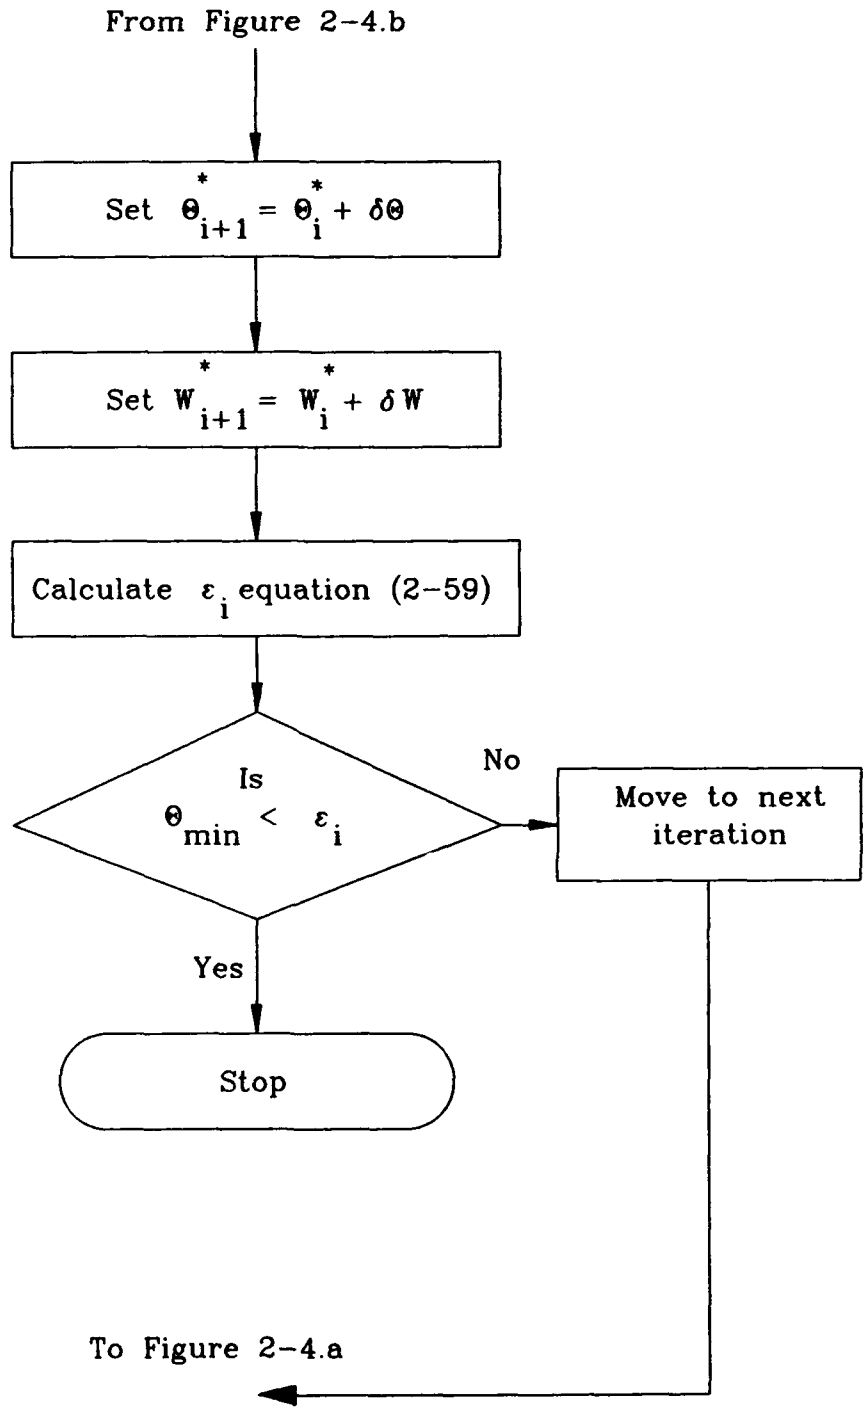 From Figure 2-4.b
Set Θ*i+1 = Θ*i + δΘ
Set W*i+1 = W*i + δW
Calculate εi equation (2-59)
Is
Θmin < εi
No
Move to next
iteration
Yes
Stop
To Figure 2-4.a